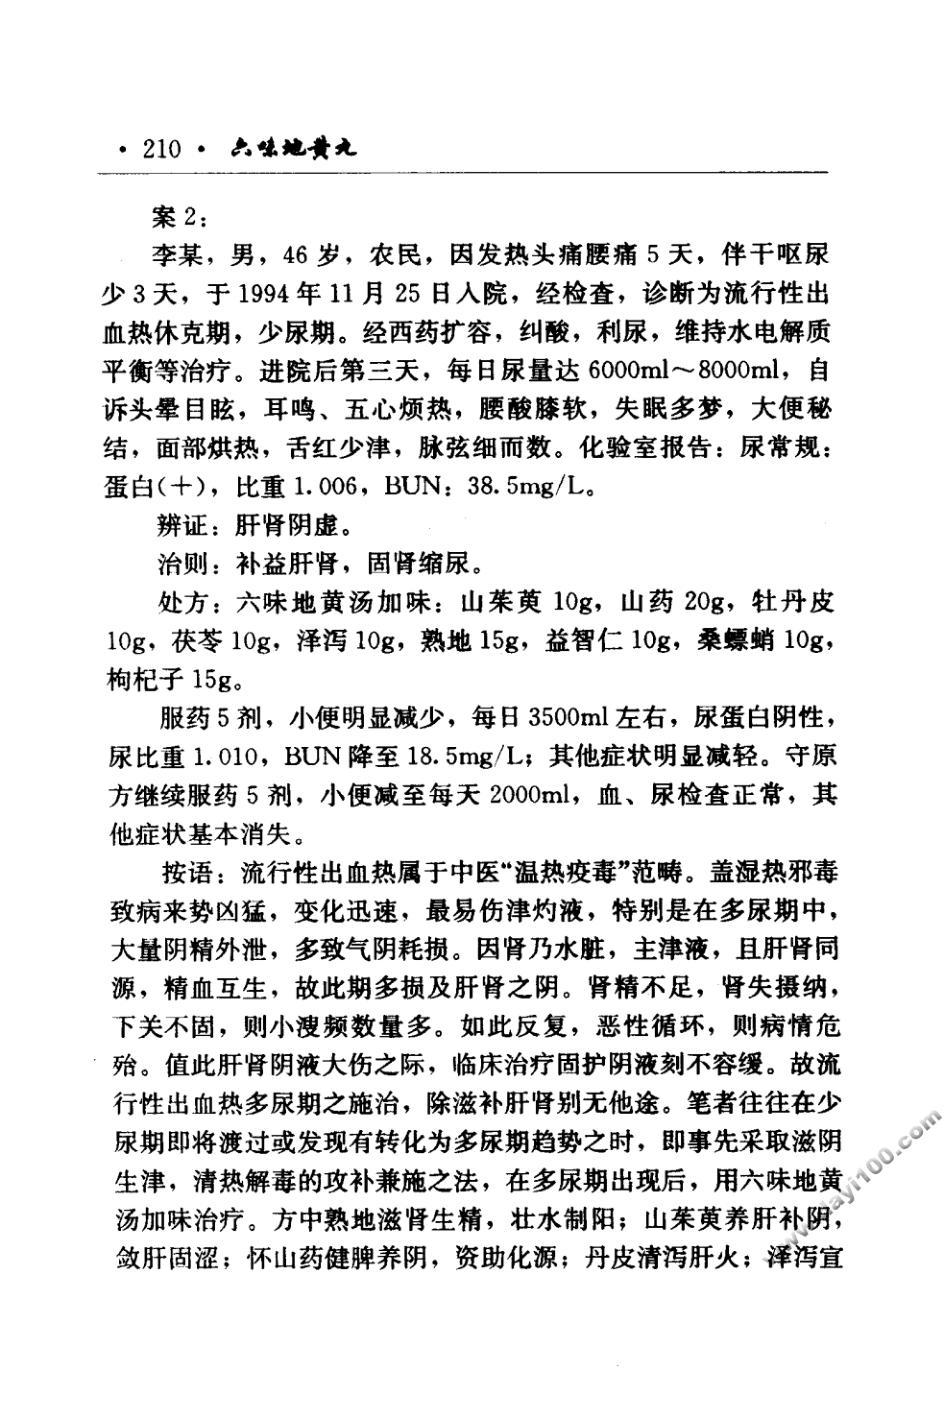 · 210 · 六味地黄丸
案 2：
李某，男，46 岁，农民，因发热头痛腰痛 5 天，伴干呕尿
少 3 天，于 1994 年 11 月 25 日入院，经检查，诊断为流行性出
血热休克期，少尿期。经西药扩容，纠酸，利尿，维持水电解质
平衡等治疗。进院后第三天，每日尿量达 6000ml～8000ml，自
诉头晕目眩，耳鸣、五心烦热，腰酸膝软，失眠多梦，大便秘
结，面部烘热，舌红少津，脉弦细而数。化验室报告：尿常规：
蛋白(＋)，比重 1.006，BUN：38.5mg/L。
辨证：肝肾阴虚。
治则：补益肝肾，固肾缩尿。
处方：六味地黄汤加味：山茱萸 10g，山药 20g，牡丹皮
10g，茯苓 10g，泽泻 10g，熟地 15g，益智仁 10g，桑螵蛸 10g，
枸杞子 15g。
服药 5 剂，小便明显减少，每日 3500ml 左右，尿蛋白阴性，
尿比重 1.010，BUN 降至 18.5mg/L；其他症状明显减轻。守原
方继续服药 5 剂，小便减至每天 2000ml，血、尿检查正常，其
他症状基本消失。
按语：流行性出血热属于中医“温热疫毒”范畴。盖湿热邪毒
致病来势凶猛，变化迅速，最易伤津灼液，特别是在多尿期中，
大量阴精外泄，多致气阴耗损。因肾乃水脏，主津液，且肝肾同
源，精血互生，故此期多损及肝肾之阴。肾精不足，肾失摄纳，
下关不固，则小溲频数量多。如此反复，恶性循环，则病情危
殆。值此肝肾阴液大伤之际，临床治疗固护阴液刻不容缓。故流
行性出血热多尿期之施治，除滋补肝肾别无他途。笔者往往在少
尿期即将渡过或发现有转化为多尿期趋势之时，即事先采取滋阴
生津，清热解毒的攻补兼施之法，在多尿期出现后，用六味地黄
汤加味治疗。方中熟地滋肾生精，壮水制阳；山茱萸养肝补阴，
敛肝固涩；怀山药健脾养阴，资助化源；丹皮清泻肝火；泽泻宣